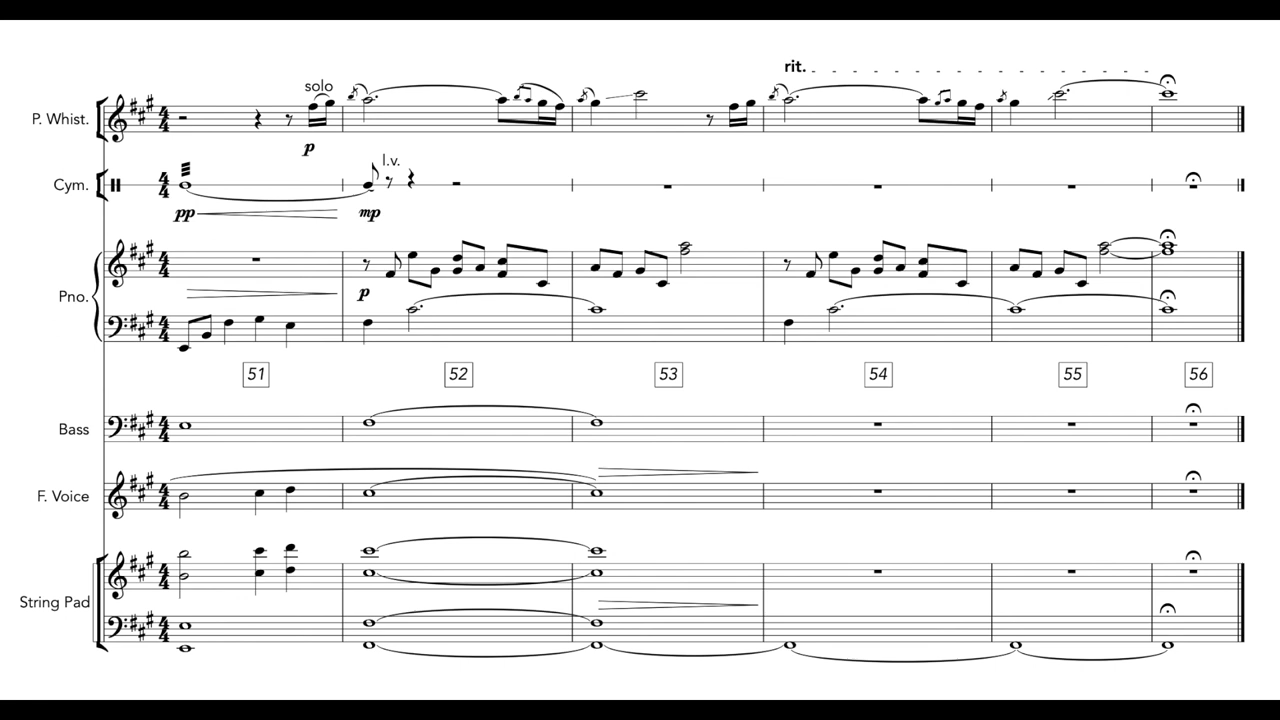 rit.
solo
P. Whist.
p
l.v.
Cym.
pp mp
Pno.
p
51 52 53 54 55 56
Bass
F. Voice
String Pad